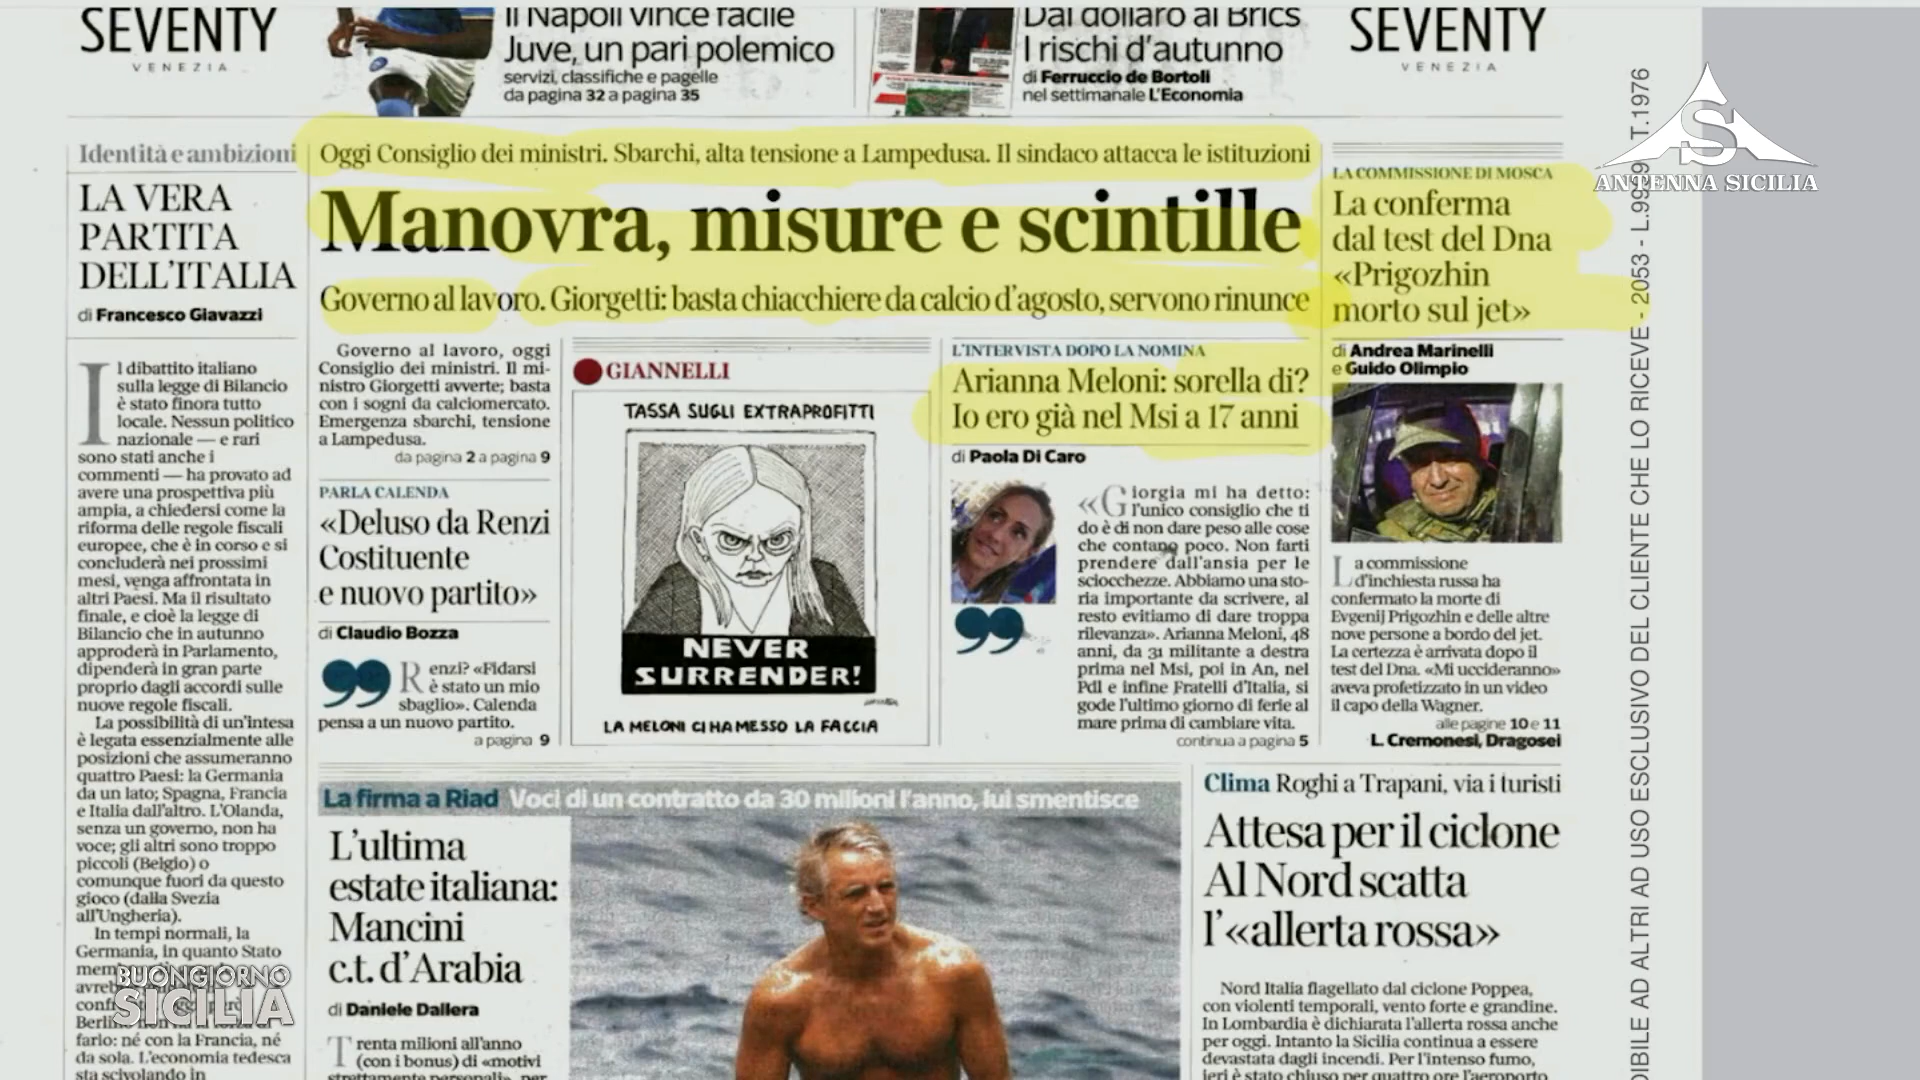 SEVENTY
VENEZIA
Il Napoli vince facile
Juve, un pari polemico
servizi, classifiche e pagelle
da pagina 32 a pagina 35
Dal dollaro ai Brics
I rischi d'autunno
di Ferruccio de Bortoli
nel settimanale L'Economia
SEVENTY
VENEZIA
ANTENNA SICILIA
Identità e ambizioni
LA VERA
PARTITA
DELL'ITALIA
di Francesco Giavazzi
Il dibattito italiano
sulla legge di Bilancio
è stato finora tutto
locale. Nessun politico
nazionale — e rari
sono stati anche i
commenti — ha provato ad
avere una prospettiva più
ampia, a chiedersi come la
riforma delle regole fiscali
europee, che è in corso e si
concluderà nei prossimi
mesi, venga affrontata in
altri Paesi. Ma il risultato
finale, e cioè la legge di
Bilancio che in autunno
approderà in Parlamento,
dipenderà in gran parte
proprio dagli accordi sulle
nuove regole fiscali.
La possibilità di un'intesa
è legata essenzialmente alle
posizioni che assumeranno
quattro Paesi: la Germania
da un lato; Spagna, Francia
e Italia dall'altro. L'Olanda,
senza un governo, non ha
voce; gli altri sono troppo
piccoli (Belgio) o
comunque fuori da questo
gioco (dalla Svezia
all'Ungheria).
In tempi normali, la
Germania, in quanto Stato
BUONGIORNO
SICILIA
farlo: né con la Francia, né
da sola. L'economia tedesca
sta scivolando in
Oggi Consiglio dei ministri. Sbarchi, alta tensione a Lampedusa. Il sindaco attacca le istituzioni
Manovra, misure e scintille
Governo al lavoro. Giorgetti: basta chiacchiere da calcio d'agosto, servono rinunce
Governo al lavoro, oggi
Consiglio dei ministri. Il mi-
nistro Giorgetti avverte; basta
con i sogni da calciomercato.
Emergenza sbarchi, tensione
a Lampedusa.
da pagina 2 a pagina 9
PARLA CALENDA
«Deluso da Renzi
Costituente
e nuovo partito»
di Claudio Bozza
Renzi? «Fidarsi
è stato un mio
sbaglio». Calenda
pensa a un nuovo partito.
a pagina 9
GIANNELLI
TASSA SUGLI EXTRAPROFITTI
NEVER
SURRENDER!
LA MELONI CI HA MESSO LA FACCIA
L'INTERVISTA DOPO LA NOMINA
Arianna Meloni: sorella di?
Io ero già nel Msi a 17 anni
di Paola Di Caro
«Giorgia mi ha detto:
l'unico consiglio che ti
do è di non dare peso alle cose
che contano poco. Non farti
prendere dall'ansia per le
sciocchezze. Abbiamo una sto-
ria importante da scrivere, al
resto evitiamo di dare troppa
rilevanza». Arianna Meloni, 48
anni, da 31 militante a destra
prima nel Msi, poi in An, nel
Pdl e infine Fratelli d'Italia, si
gode l'ultimo giorno di ferie al
mare prima di cambiare vita.
continua a pagina 5
LA COMMISSIONE DI MOSCA
La conferma
dal test del Dna
«Prigozhin
morto sul jet»
di Andrea Marinelli
e Guido Olimpio
La commissione
d'inchiesta russa ha
confermato la morte di
Evgenij Prigozhin e delle altre
nove persone a bordo del jet.
La certezza è arrivata dopo il
test del Dna. «Mi uccideranno»
aveva profetizzato in un video
il capo della Wagner.
alle pagine 10 e 11
L. Cremonesi, Dragosei
La firma a Riad Voci di un contratto da 30 milioni l'anno, lui smentisce
L'ultima
estate italiana:
Mancini
c.t. d'Arabia
di Daniele Dallera
Trenta milioni all'anno
(con i bonus) di «motivi
strettamente personali», per
Clima Roghi a Trapani, via i turisti
Attesa per il ciclone
Al Nord scatta
l'«allerta rossa»
Nord Italia flagellato dal ciclone Poppea,
con violenti temporali, vento forte e grandine.
In Lombardia è dichiarata l'allerta rossa anche
per oggi. Intanto la Sicilia continua a essere
devastata dagli incendi. Per l'intenso fumo,
ieri è stato chiuso per quattro ore l'aeroporto
DIBILE AD ALTRI AD USO ESCLUSIVO DEL CLIENTE CHE LO RICEVE - 2053 - L.9979 T.1976